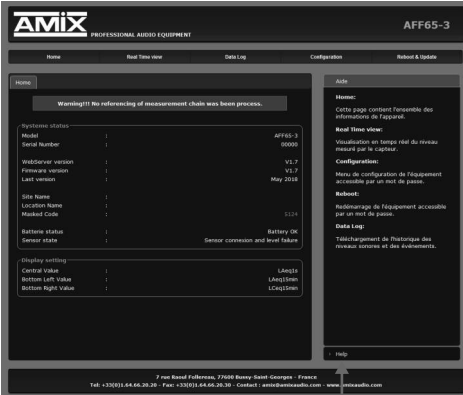 AMIX PROFESSIONAL AUDIO EQUIPMENT
AFF65-3
Home Real Time view Data Log Configuration Reboot & Update
Home
Warning!!! No referencing of measurement chain was been process.
Systeme status
Model : AFF65-3
Serial Number : 00000
WebServer version : V1.7
Firmware version : V1.7
Last version : May 2018
Site Name :
Location Name :
Masked Code : 5124
Batterie status : Battery OK
Sensor state : Sensor connexion and level failure
Display setting
Central Value : LAeq1s
Bottom Left Value : LAeq15min
Bottom Right Value : LCeq15min
Aide
Home:
Cette page contient l'ensemble des
informations de l'appareil.
Real Time view:
Visualisation en temps réel du niveau
mesuré par le capteur.
Configuration:
Menu de configuration de l'équipement
accessible par un mot de passe.
Reboot:
Redémarrage de l'équipement accessible
par un mot de passe.
Data Log:
Téléchargement de l'historique des
niveaux sonores et des événements.
Help
7 rue Raoul Follereau, 77600 Bussy-Saint-Georges - France
Tel: +33(0)1.64.66.20.20 - Fax: +33(0)1.64.66.20.30 - Contact : amix@amixaudio.com - www.amixaudio.com